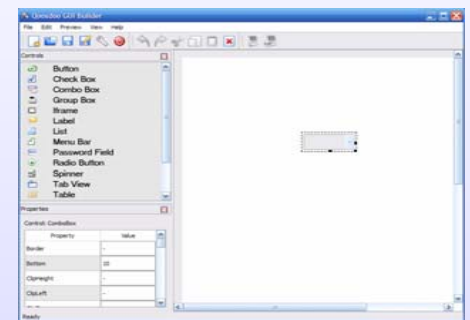 GUI Builder
File Edit Preview View Help
Controls
Button
Check Box
Combo Box
Group Box
Iframe
Label
List
Menu Bar
Password Field
Radio Button
Spinner
Tab View
Table
Properties
Control: ComboBox
Property Value
Border -
Bottom 10
ClipHeight -
ClipLeft -
Ready